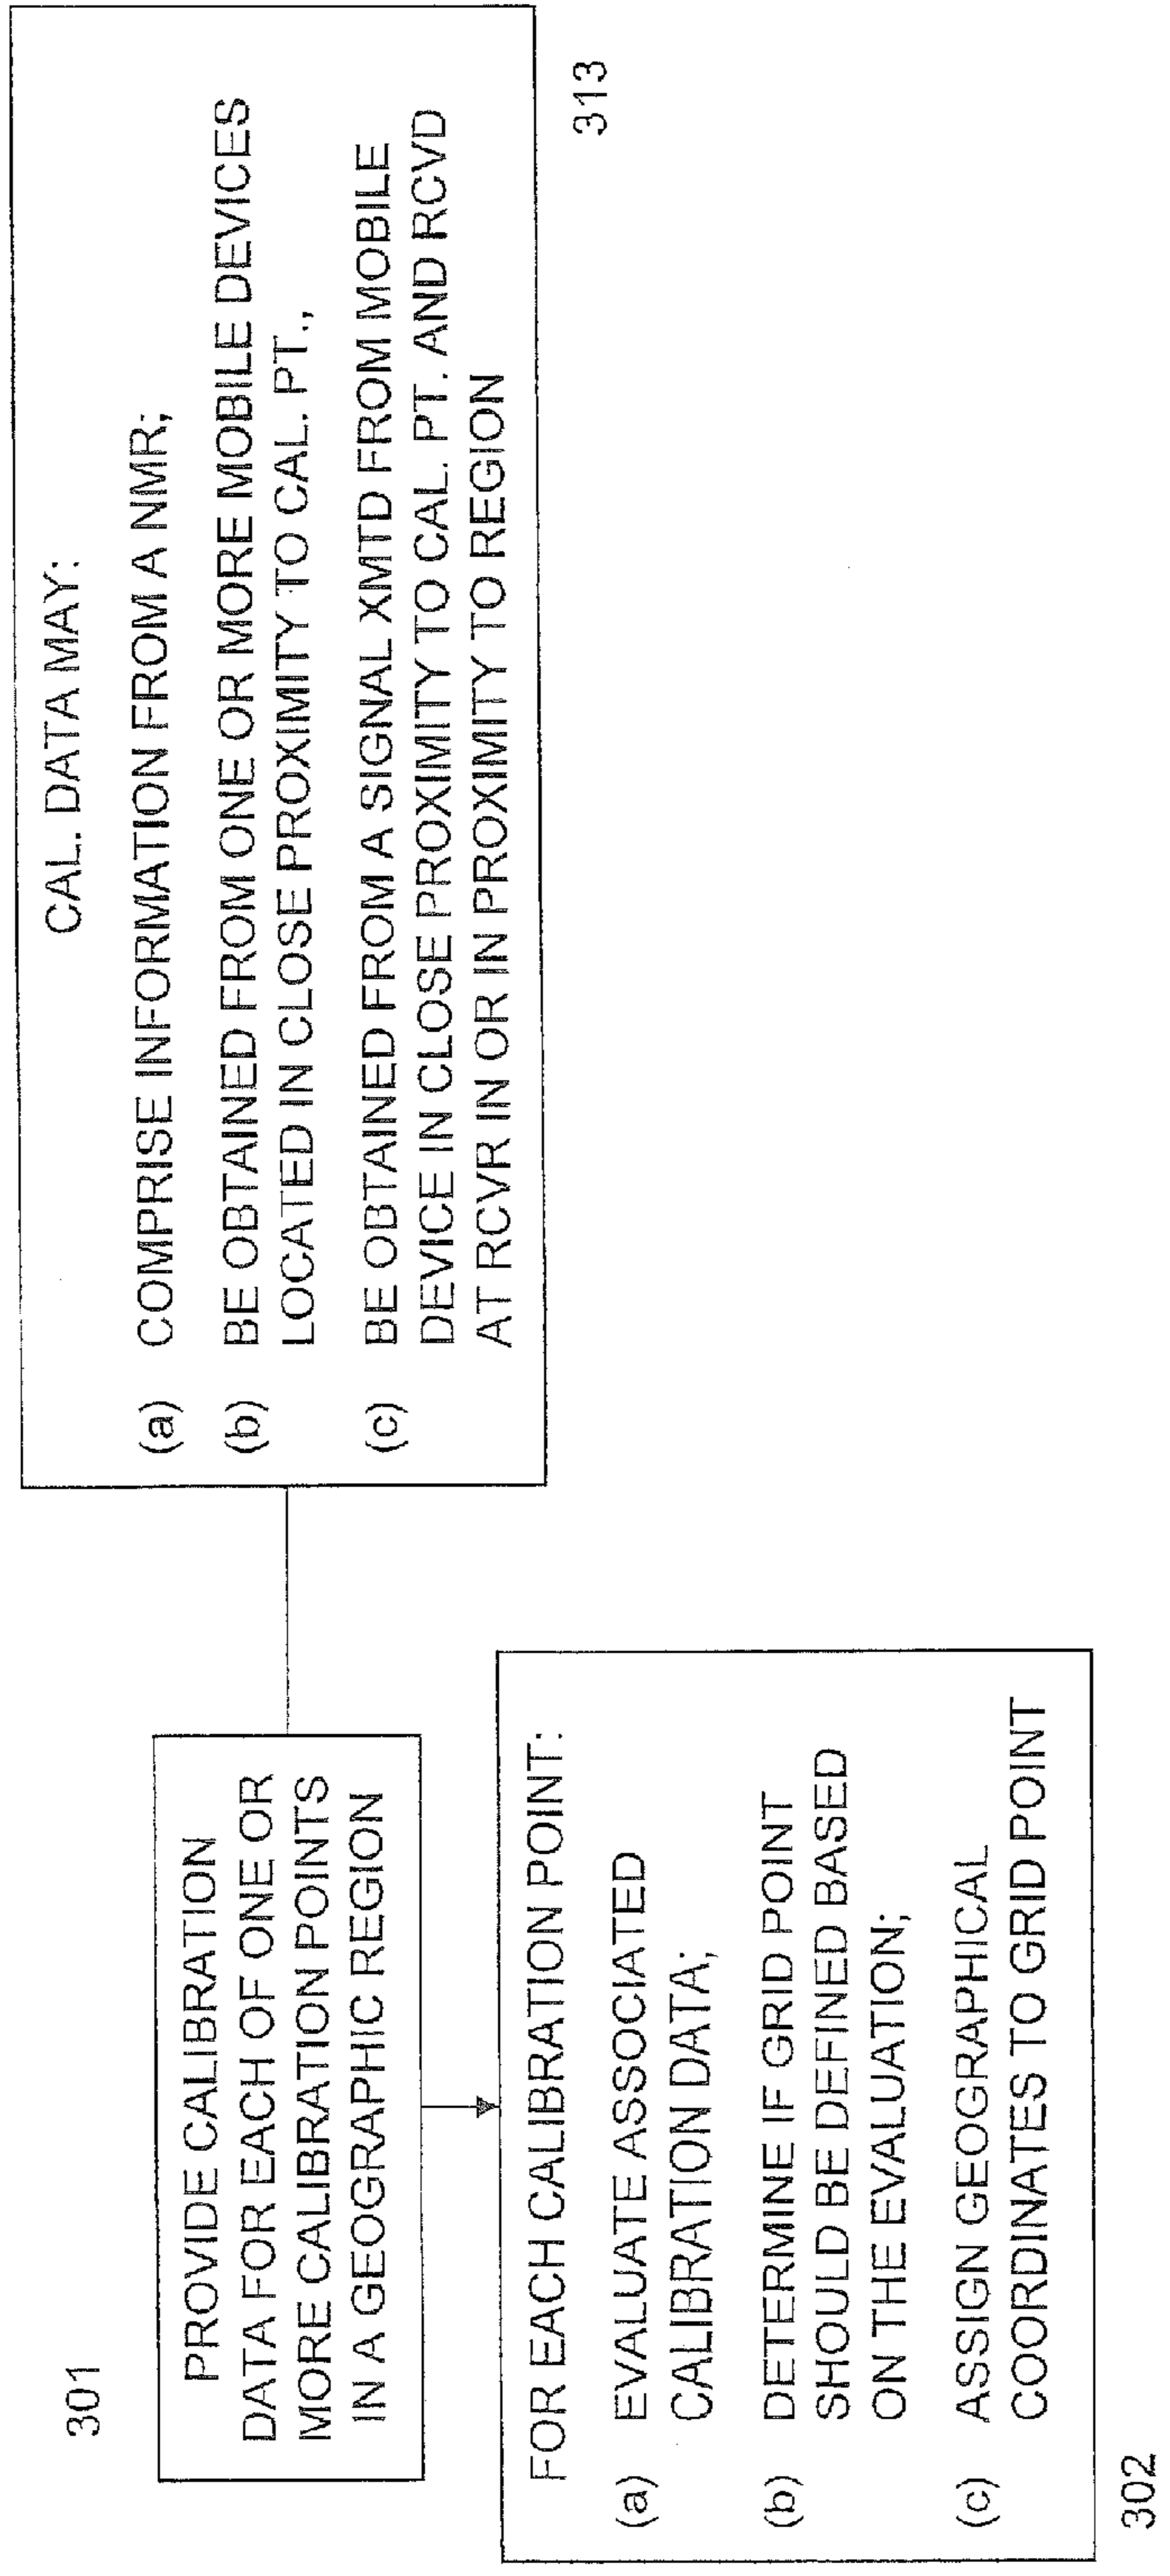 301
PROVIDE CALIBRATION
DATA FOR EACH OF ONE OR
MORE CALIBRATION POINTS
IN A GEOGRAPHIC REGION
CAL. DATA MAY:
(a) COMPRISE INFORMATION FROM A NMR;
(b) BE OBTAINED FROM ONE OR MORE MOBILE DEVICES
LOCATED IN CLOSE PROXIMITY TO CAL. PT.,
(c) BE OBTAINED FROM A SIGNAL XMTD FROM MOBILE
DEVICE IN CLOSE PROXIMITY TO CAL. PT. AND RCVD
AT RCVR IN OR IN PROXIMITY TO REGION
313
FOR EACH CALIBRATION POINT:
(a) EVALUATE ASSOCIATED
CALIBRATION DATA;
(b) DETERMINE IF GRID POINT
SHOULD BE DEFINED BASED
ON THE EVALUATION;
(c) ASSIGN GEOGRAPHICAL
COORDINATES TO GRID POINT
302